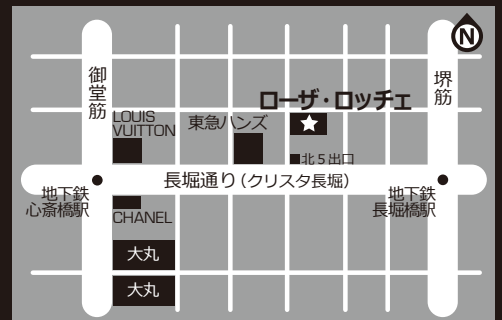 N
御堂筋
堺筋
ローザ・ロッチェ
LOUIS
VUITTON
東急ハンズ
北5出口
長堀通り(クリスタ長堀)
地下鉄
心斎橋駅
地下鉄
長堀橋駅
CHANEL
大丸
大丸